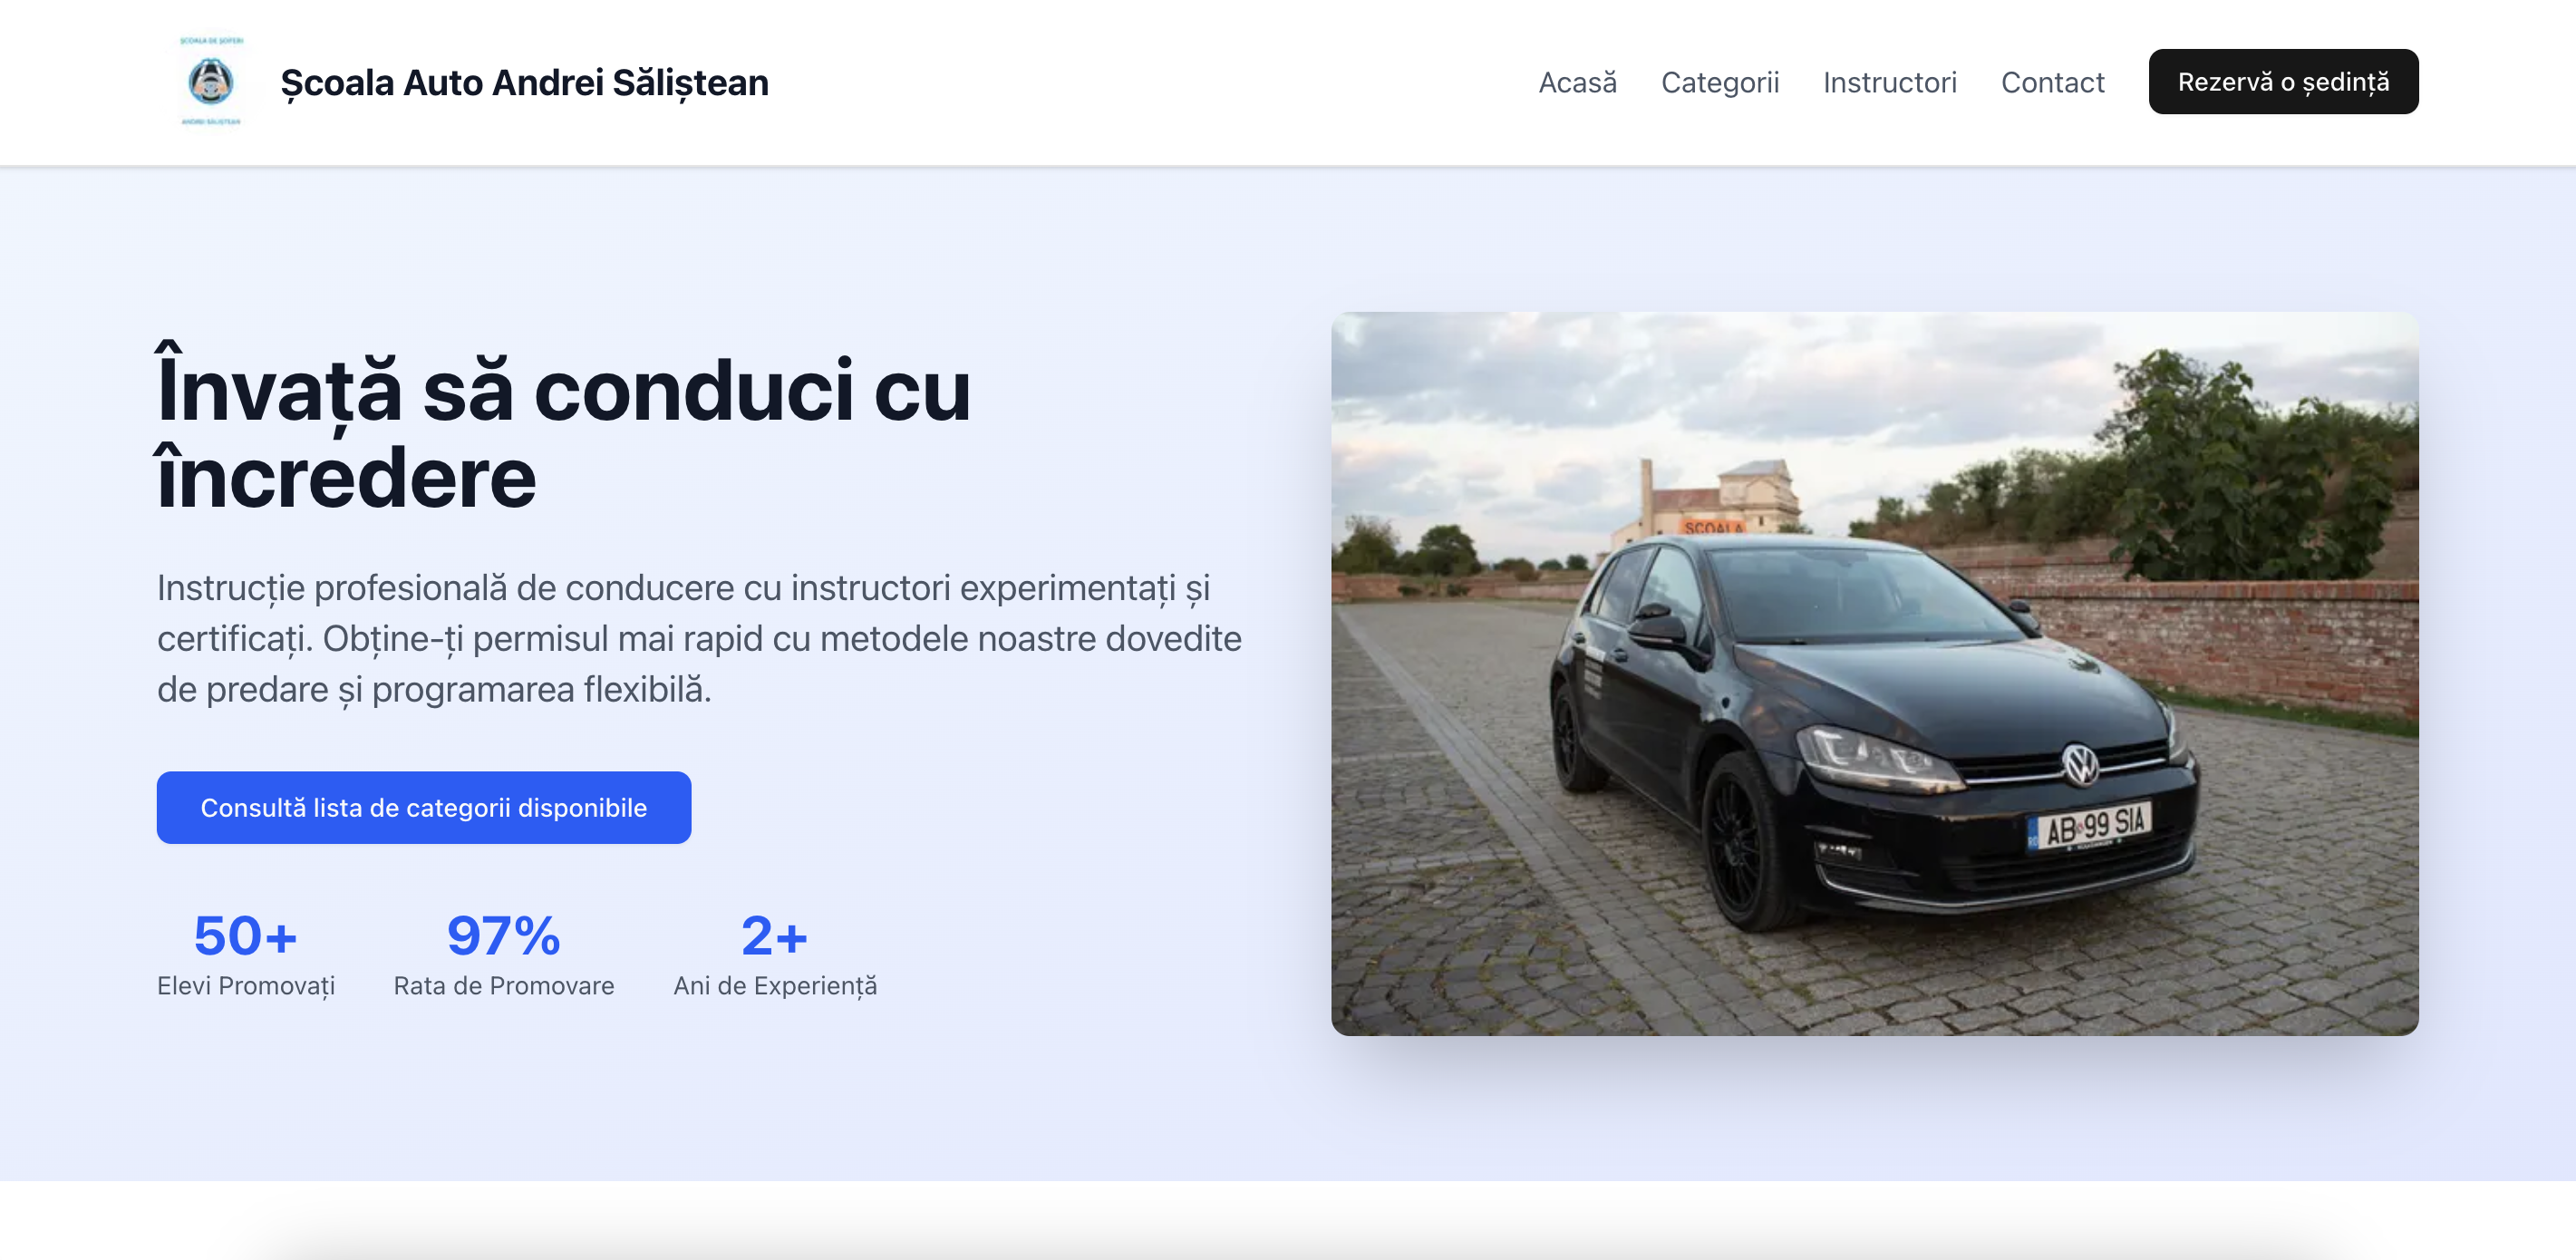 ȘCOALA DE ȘOFERI
ANDREI SĂLIȘTEAN
Școala Auto Andrei Săliștean
Acasă
Categorii
Instructori
Contact
Rezervă o ședință
Învață să conduci cu
încredere
Instrucție profesională de conducere cu instructori experimentați și
certificați. Obține-ți permisul mai rapid cu metodele noastre dovedite
de predare și programarea flexibilă.
Consultă lista de categorii disponibile
50+
Elevi Promovați
97%
Rata de Promovare
2+
Ani de Experiență
ȘCOALA
AB 99 SIA